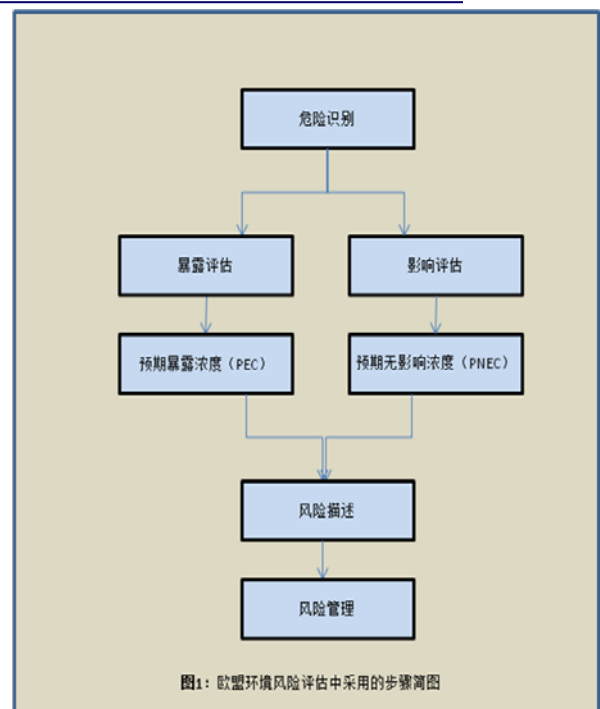 危险识别
暴露评估
影响评估
预期暴露浓度（PEC）
预期无影响浓度（PNEC）
风险描述
风险管理
图1：欧盟环境风险评估中采用的步骤简图